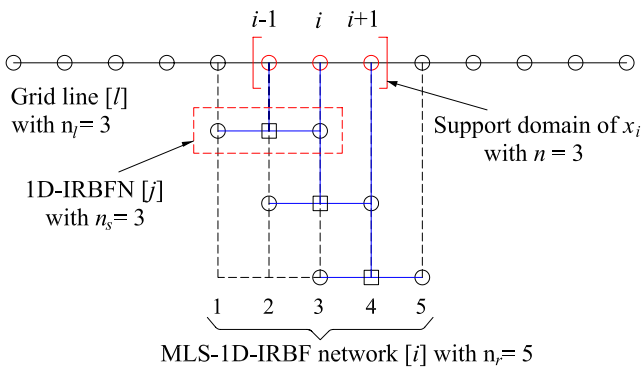 i-1 i i+1
Grid line [l]
with n_l = 3
Support domain of x_i
with n = 3
1D-IRBFN [j]
with n_s = 3
1 2 3 4 5
MLS-1D-IRBF network [i] with n_r = 5